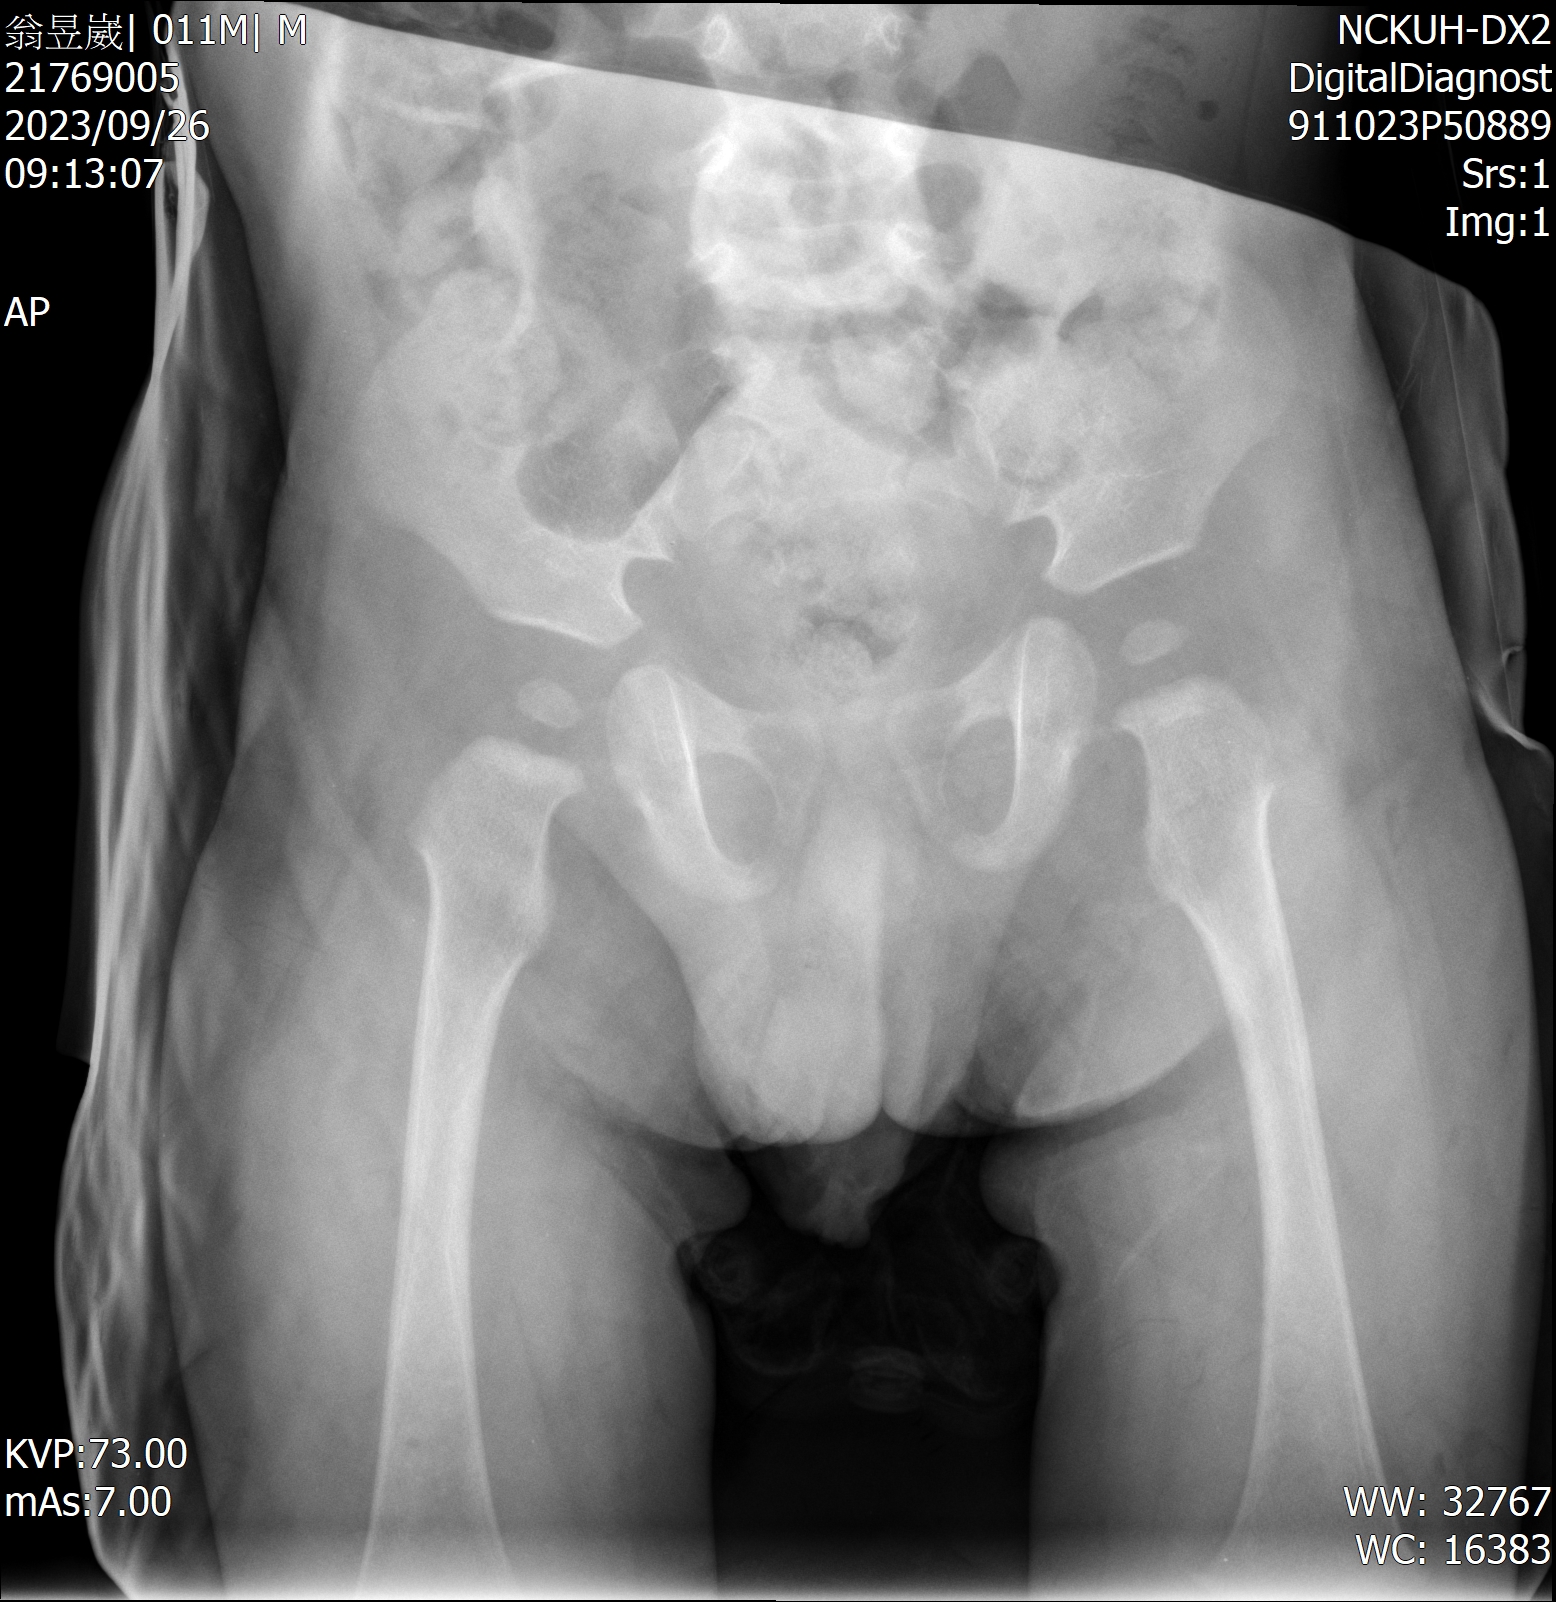 翁昱崴| 011M| M
21769005
2023/09/26
09:13:07
AP
NCKUH-DX2
DigitalDiagnost
911023P50889
Srs:1
Img:1
KVP:73.00
mAs:7.00
WW: 32767
WC: 16383